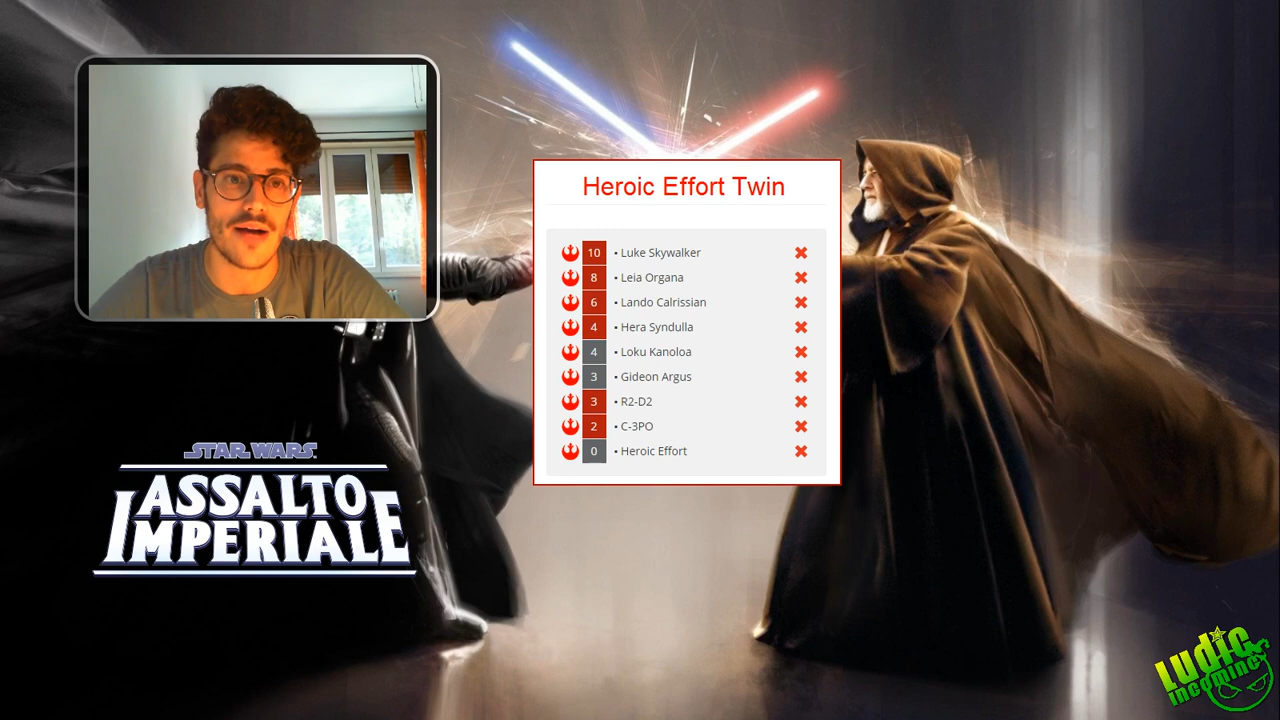 Heroic Effort Twin
10 • Luke Skywalker
8 • Leia Organa
6 • Lando Calrissian
4 • Hera Syndulla
4 • Loku Kanoloa
3 • Gideon Argus
3 • R2-D2
2 • C-3PO
0 • Heroic Effort
STAR WARS
ASSALTO
IMPERIALE
LUdiC
Incoming